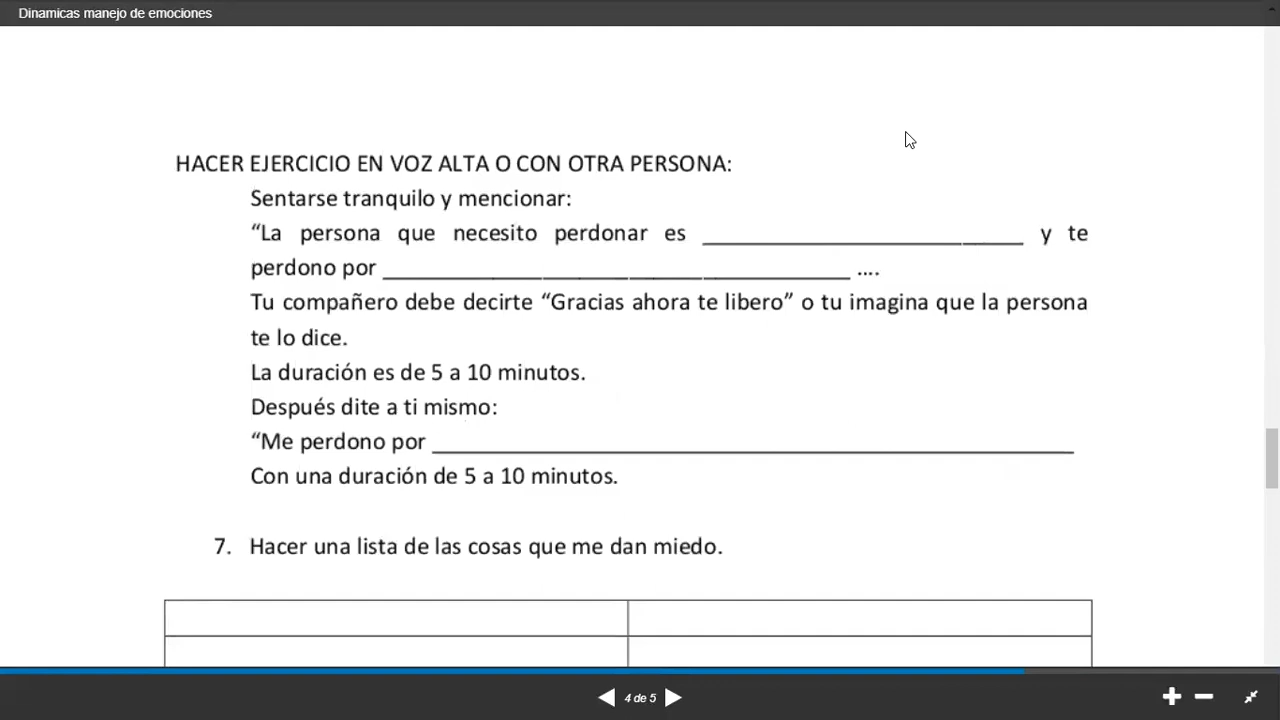 Dinamicas manejo de emociones
HACER EJERCICIO EN VOZ ALTA O CON OTRA PERSONA:
Sentarse tranquilo y mencionar:
“La persona que necesito perdonar es __________________________ y te
perdono por ______________________________________ ....
Tu compañero debe decirte “Gracias ahora te libero” o tu imagina que la persona
te lo dice.
La duración es de 5 a 10 minutos.
Después dite a ti mismo:
“Me perdono por ____________________________________________________
Con una duración de 5 a 10 minutos.
7. Hacer una lista de las cosas que me dan miedo.
4 de 5